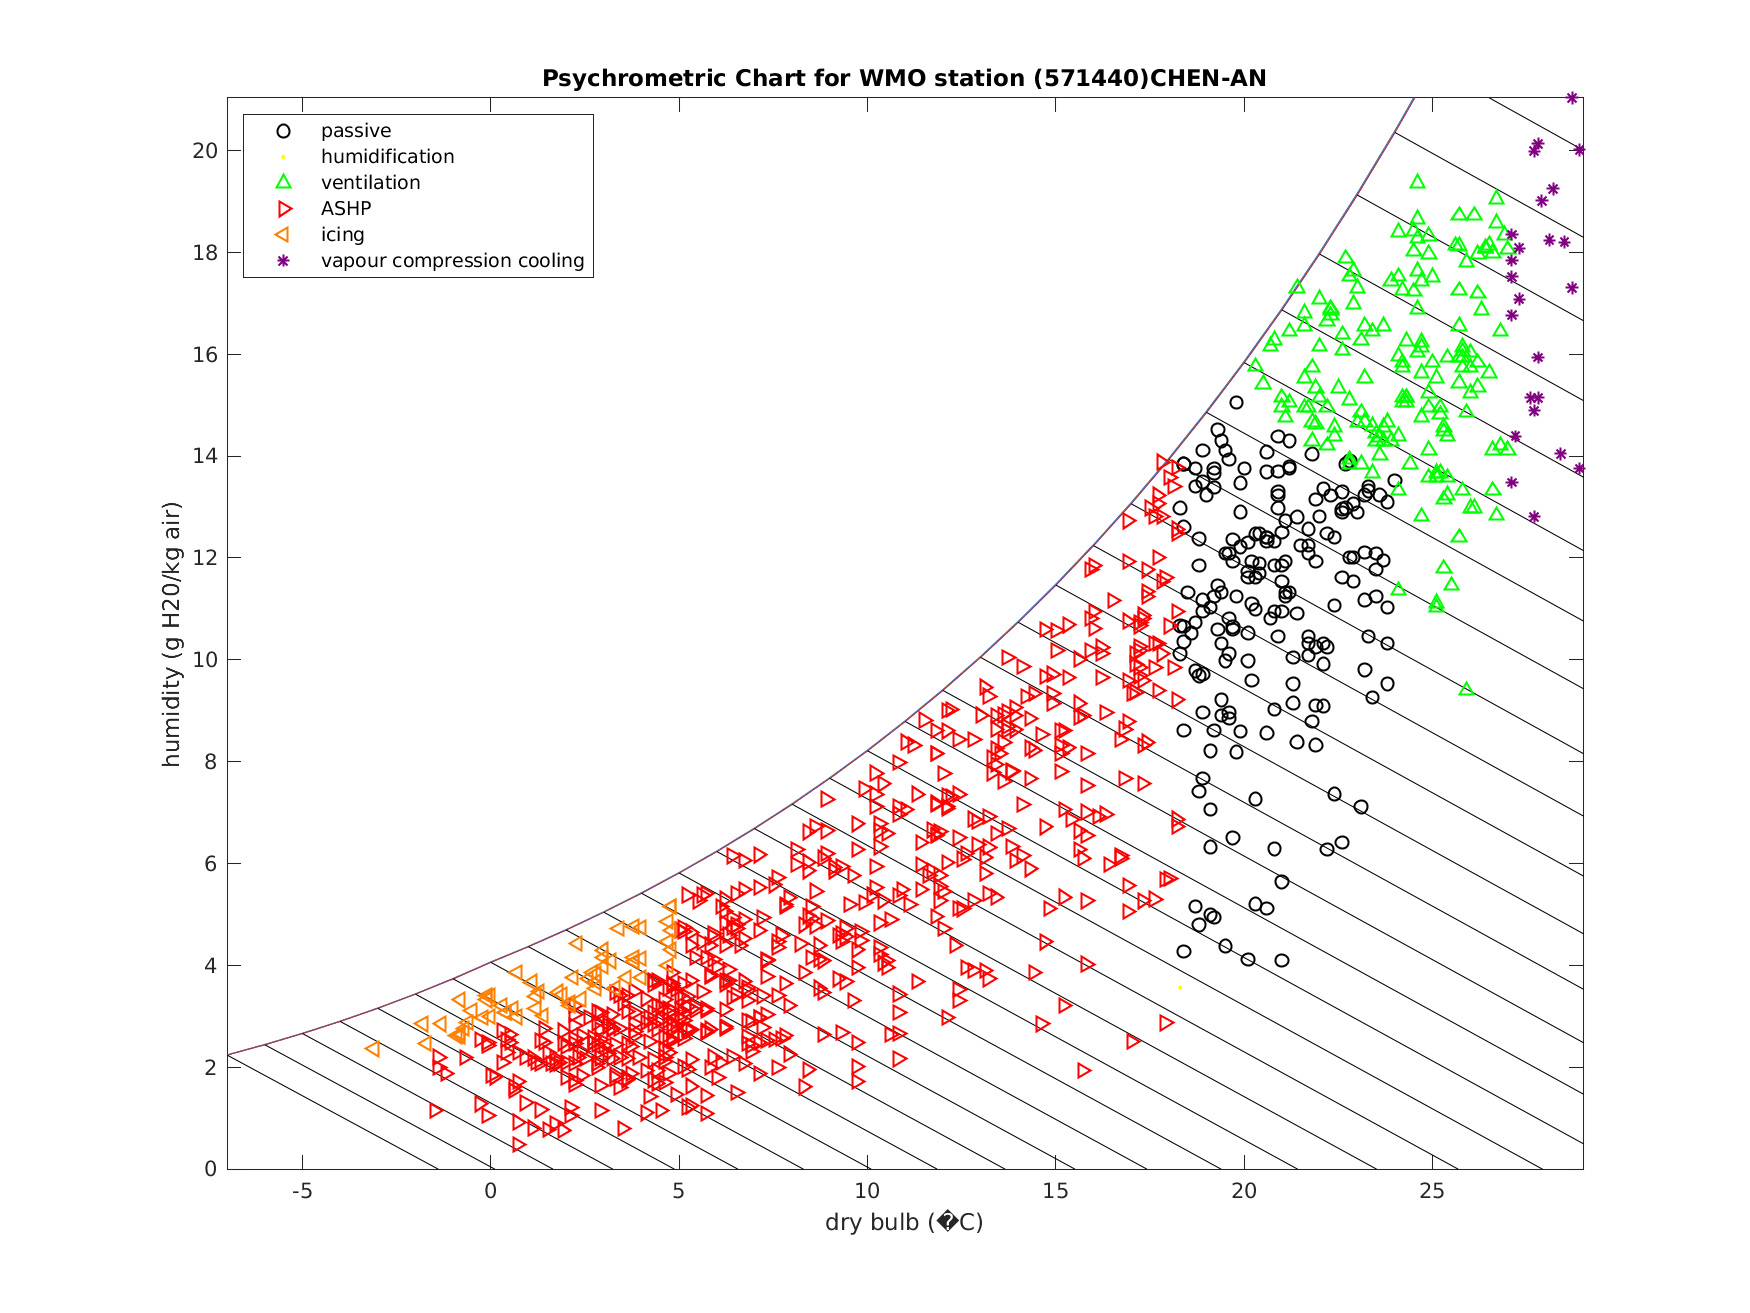 Psychrometric Chart for WMO station (571440)CHEN-AN
passive
humidification
ventilation
ASHP
icing
vapour compression cooling
humidity (g H20/kg air)
20
18
16
14
12
10
8
6
4
2
0
-5 0 5 10 15 20 25
dry bulb (�C)